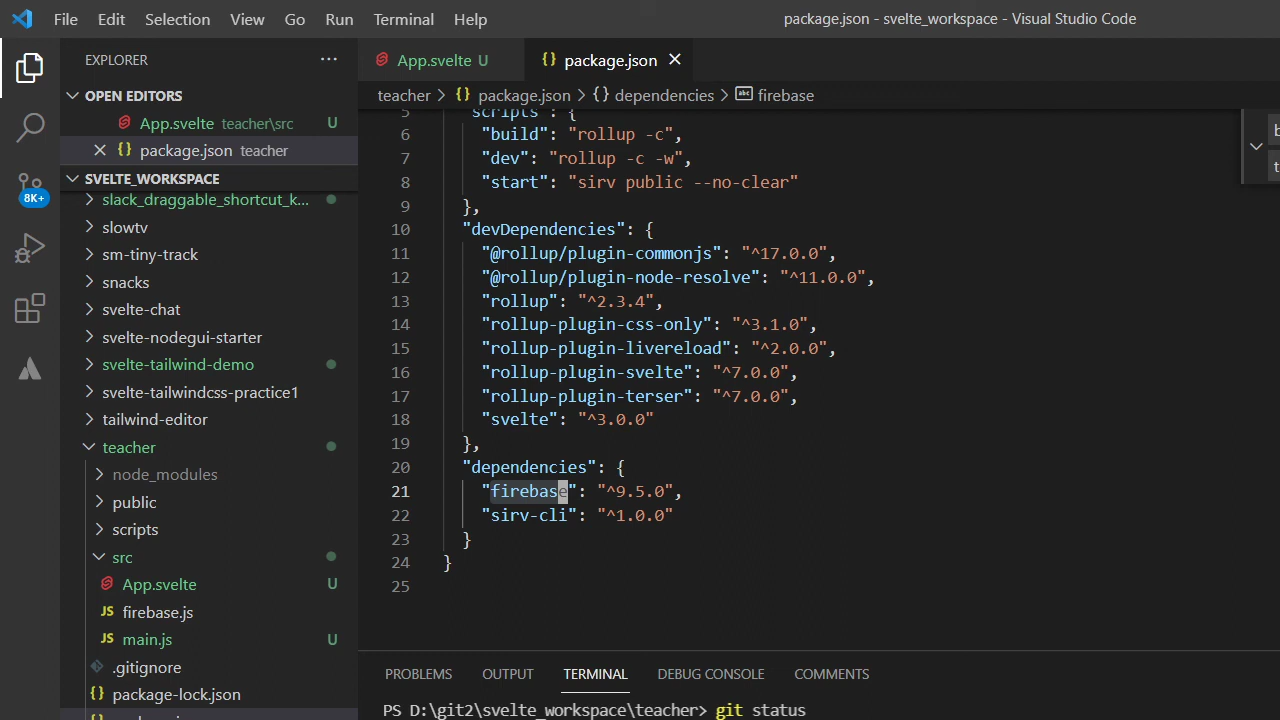 File Edit Selection View Go Run Terminal Help
package.json - svelte_workspace - Visual Studio Code
EXPLORER
OPEN EDITORS
App.svelte teacher\src U
package.json teacher
SVELTE_WORKSPACE
slack_draggable_shortcut_k...
8K+
slowtv
sm-tiny-track
snacks
svelte-chat
svelte-nodegui-starter
svelte-tailwind-demo
svelte-tailwindcss-practice1
tailwind-editor
teacher
node_modules
public
scripts
src
App.svelte U
JS firebase.js
JS main.js U
.gitignore
{} package-lock.json
App.svelte U
{} package.json
teacher > {} package.json > {} dependencies > abc firebase
5 "scripts": {
6 "build": "rollup -c",
7 "dev": "rollup -c -w",
8 "start": "sirv public --no-clear"
9 },
10 "devDependencies": {
11 "@rollup/plugin-commonjs": "^17.0.0",
12 "@rollup/plugin-node-resolve": "^11.0.0",
13 "rollup": "^2.3.4",
14 "rollup-plugin-css-only": "^3.1.0",
15 "rollup-plugin-livereload": "^2.0.0",
16 "rollup-plugin-svelte": "^7.0.0",
17 "rollup-plugin-terser": "^7.0.0",
18 "svelte": "^3.0.0"
19 },
20 "dependencies": {
21 "firebase": "^9.5.0",
22 "sirv-cli": "^1.0.0"
23 }
24 }
25
PROBLEMS OUTPUT TERMINAL DEBUG CONSOLE COMMENTS
PS D:\git2\svelte_workspace\teacher> git status